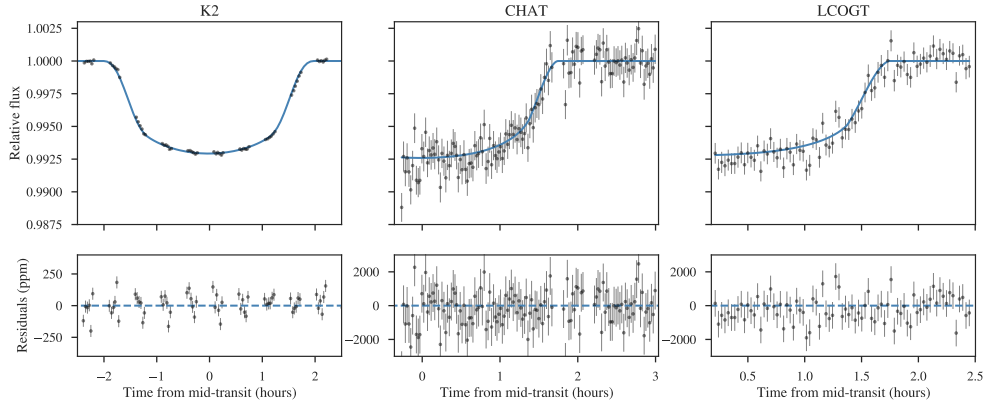 K2 CHAT LCOGT
Relative flux
1.0025
1.0000
0.9975
0.9950
0.9925
0.9900
0.9875
Residuals (ppm)
250
0
−250
2000
0
−2000
2000
0
−2000
−2 −1 0 1 2
0 1 2 3
0.5 1.0 1.5 2.0 2.5
Time from mid-transit (hours) Time from mid-transit (hours) Time from mid-transit (hours)